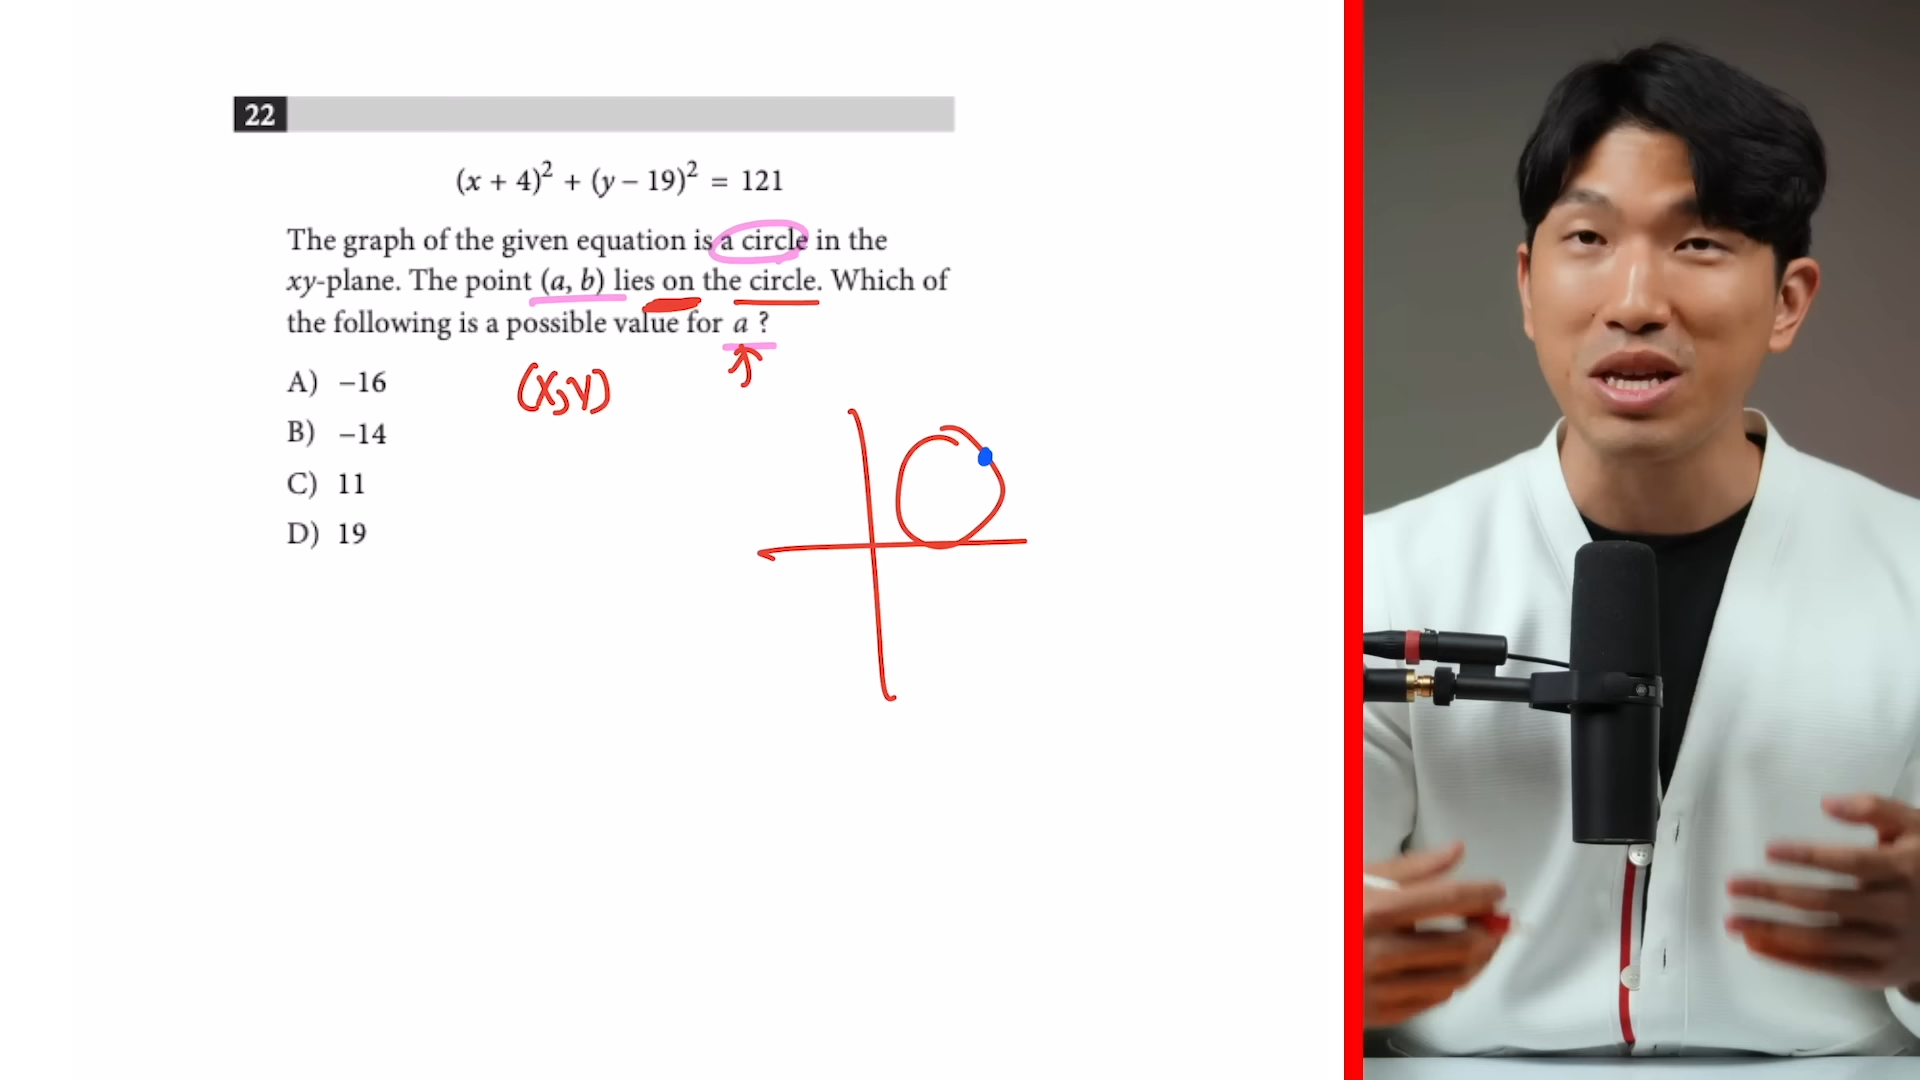 22
(x + 4)² + (y – 19)² = 121
The graph of the given equation is a circle in the
xy-plane. The point (a, b) lies on the circle. Which of
the following is a possible value for a ?
A) –16
B) –14
C) 11
D) 19
(x,y)